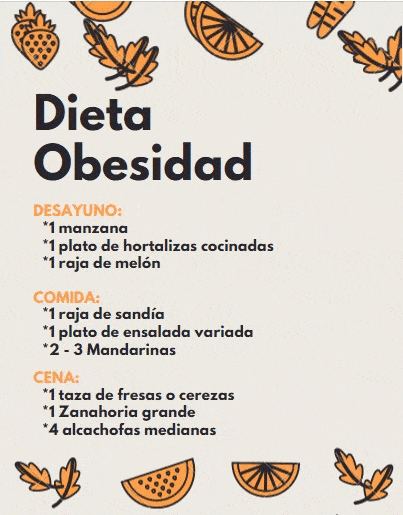 Dieta
Obesidad
DESAYUNO:
*1 manzana
*1 plato de hortalizas cocinadas
*1 raja de melón
COMIDA:
*1 raja de sandía
*1 plato de ensalada variada
*2 - 3 Mandarinas
CENA:
*1 taza de fresas o cerezas
*1 Zanahoria grande
*4 alcachofas medianas